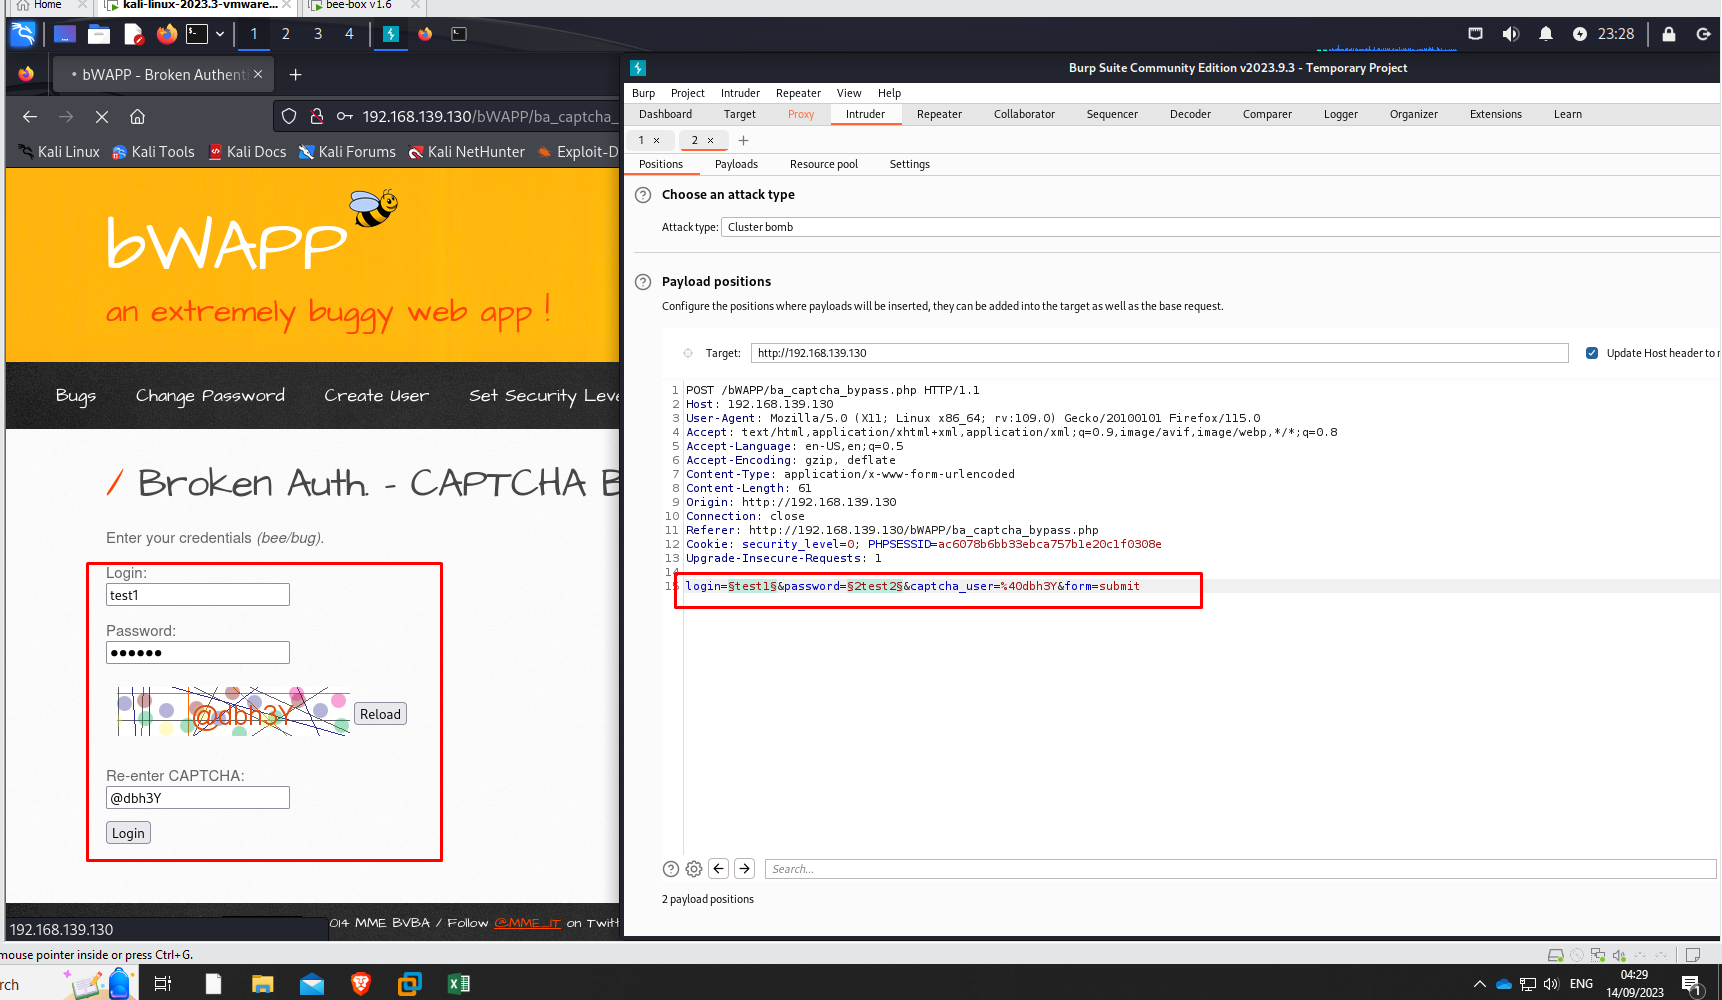 Home
kali-linux-2023.3-vmware...
bee-box v1.6
1 2 3 4
23:28
bWAPP - Broken Authenti
Burp Suite Community Edition v2023.9.3 - Temporary Project
192.168.139.130/bWAPP/ba_captcha_
Burp Project Intruder Repeater View Help
Dashboard Target Proxy Intruder Repeater Collaborator Sequencer Decoder Comparer Logger Organizer Extensions Learn
Kali Linux Kali Tools Kali Docs Kali Forums Kali NetHunter Exploit-D
1 × 2 × +
Positions Payloads Resource pool Settings
bWAPP
an extremely buggy web app !
Bugs Change Password Create User Set Security Leve
/ Broken Auth. - CAPTCHA B
Enter your credentials (bee/bug).
Login:
test1
Password:
●●●●●●
@dbh3Y
Reload
Re-enter CAPTCHA:
@dbh3Y
Login
014 MME BVBA / Follow @MME_IT on Twitt
192.168.139.130
Choose an attack type
Attack type: Cluster bomb
Payload positions
Configure the positions where payloads will be inserted, they can be added into the target as well as the base request.
Target: http://192.168.139.130
Update Host header to m
1 POST /bWAPP/ba_captcha_bypass.php HTTP/1.1
2 Host: 192.168.139.130
3 User-Agent: Mozilla/5.0 (X11; Linux x86_64; rv:109.0) Gecko/20100101 Firefox/115.0
4 Accept: text/html,application/xhtml+xml,application/xml;q=0.9,image/avif,image/webp,*/*;q=0.8
5 Accept-Language: en-US,en;q=0.5
6 Accept-Encoding: gzip, deflate
7 Content-Type: application/x-www-form-urlencoded
8 Content-Length: 61
9 Origin: http://192.168.139.130
10 Connection: close
11 Referer: http://192.168.139.130/bWAPP/ba_captcha_bypass.php
12 Cookie: security_level=0; PHPSESSID=ac6078b6bb33ebca757b1e20c1f0308e
13 Upgrade-Insecure-Requests: 1
14
15 login=§test1§&password=§2test2§&captcha_user=%40dbh3Y&form=submit
Search...
2 payload positions
mouse pointer inside or press Ctrl+G.
rch
ENG
04:29
14/09/2023
1